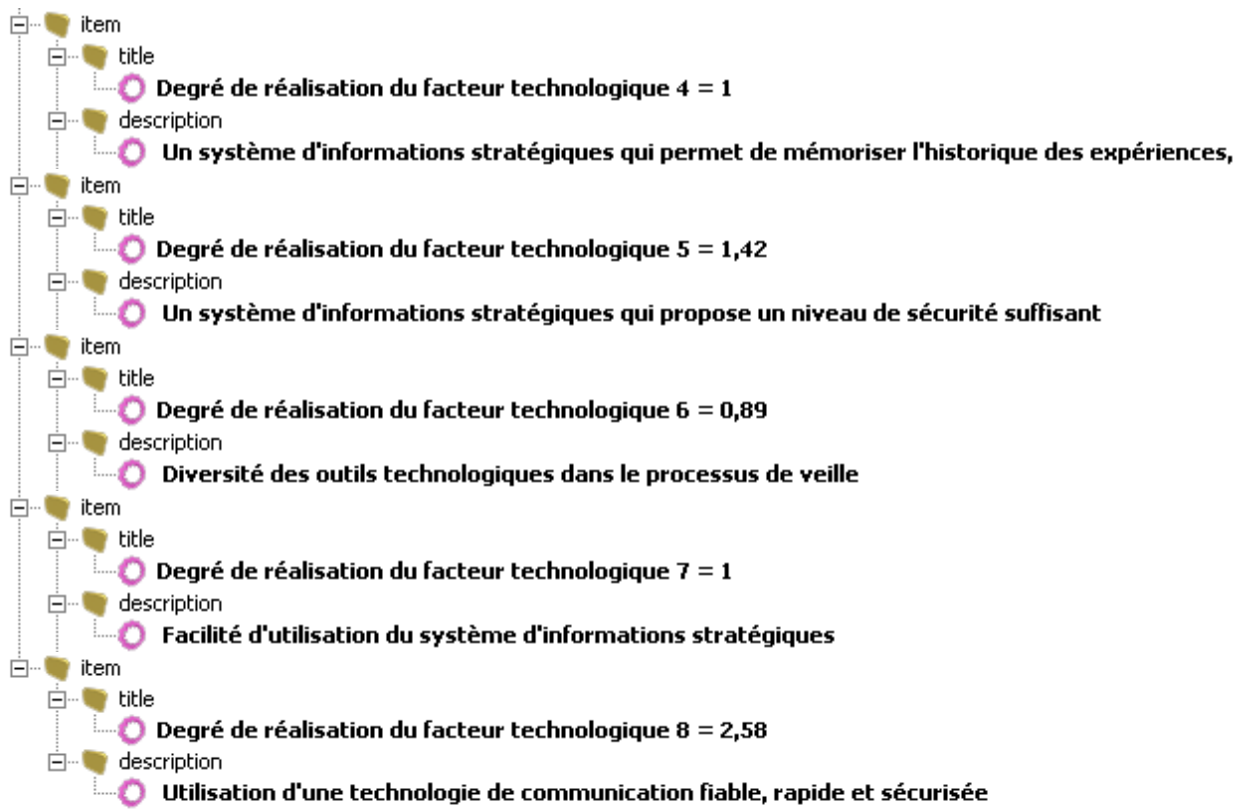 item
title
Degré de réalisation du facteur technologique 4 = 1
description
Un système d'informations stratégiques qui permet de mémoriser l'historique des expériences,
item
title
Degré de réalisation du facteur technologique 5 = 1,42
description
Un système d'informations stratégiques qui propose un niveau de sécurité suffisant
item
title
Degré de réalisation du facteur technologique 6 = 0,89
description
Diversité des outils technologiques dans le processus de veille
item
title
Degré de réalisation du facteur technologique 7 = 1
description
Facilité d'utilisation du système d'informations stratégiques
item
title
Degré de réalisation du facteur technologique 8 = 2,58
description
Utilisation d'une technologie de communication fiable, rapide et sécurisée